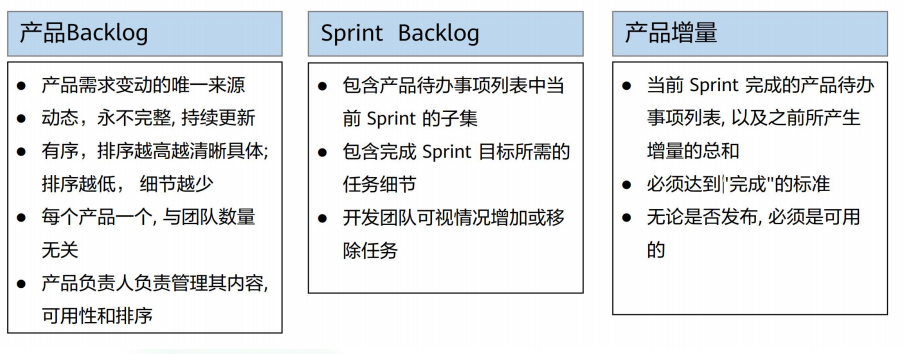 产品Backlog
产品需求变动的唯一来源
动态，永不完整, 持续更新
有序，排序越高越清晰具体;
排序越低， 细节越少
每个产品一个, 与团队数量
无关
产品负责人负责管理其内容,
可用性和排序
Sprint Backlog
包含产品待办事项列表中当
前 Sprint 的子集
包含完成 Sprint 目标所需的
任务细节
开发团队可视情况增加或移
除任务
产品增量
当前 Sprint 完成的产品待办
事项列表, 以及之前所产生
增量的总和
必须达到"完成"的标准
无论是否发布, 必须是可用
的